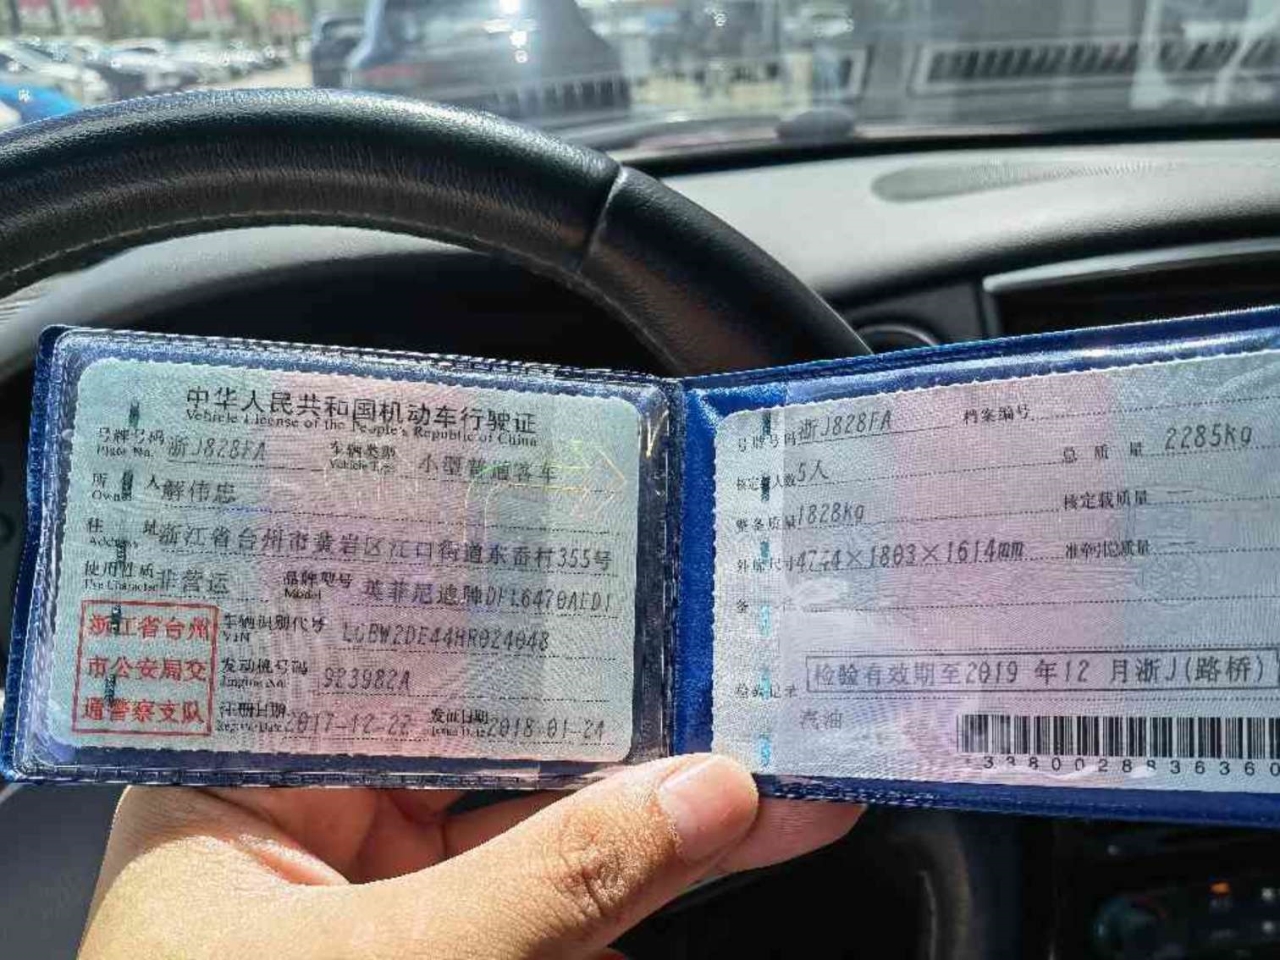 中华人民共和国机动车行驶证
Vehicle License of the People's Republic of China
号牌号码 浙J828FA 车辆类型 小型普通客车
Plate No. Vehicle Type
所有人 解伟忠
Owner
住址 浙江省台州市黄岩区江口街道东岙村355号
Address
使用性质 非营运 品牌型号 英菲尼迪牌DFL6470AED1
Use Character Model
浙江省台州
市公安局交
通警察支队
车辆识别代号 LGBW2DE44HR024048
VIN
发动机号码 923982A
Engine No.
注册日期 2017-12-22 发证日期 2018-01-24
Register Date Issue Date
号牌号码 浙J828FA 档案编号
核定载人数 5人 总质量 2285kg
整备质量 1828kg 核定载质量 --
外廓尺寸 4744×1803×1614mm 准牵引总质量 --
备注
检验记录 检验有效期至2019年12月浙J(路桥)
汽油